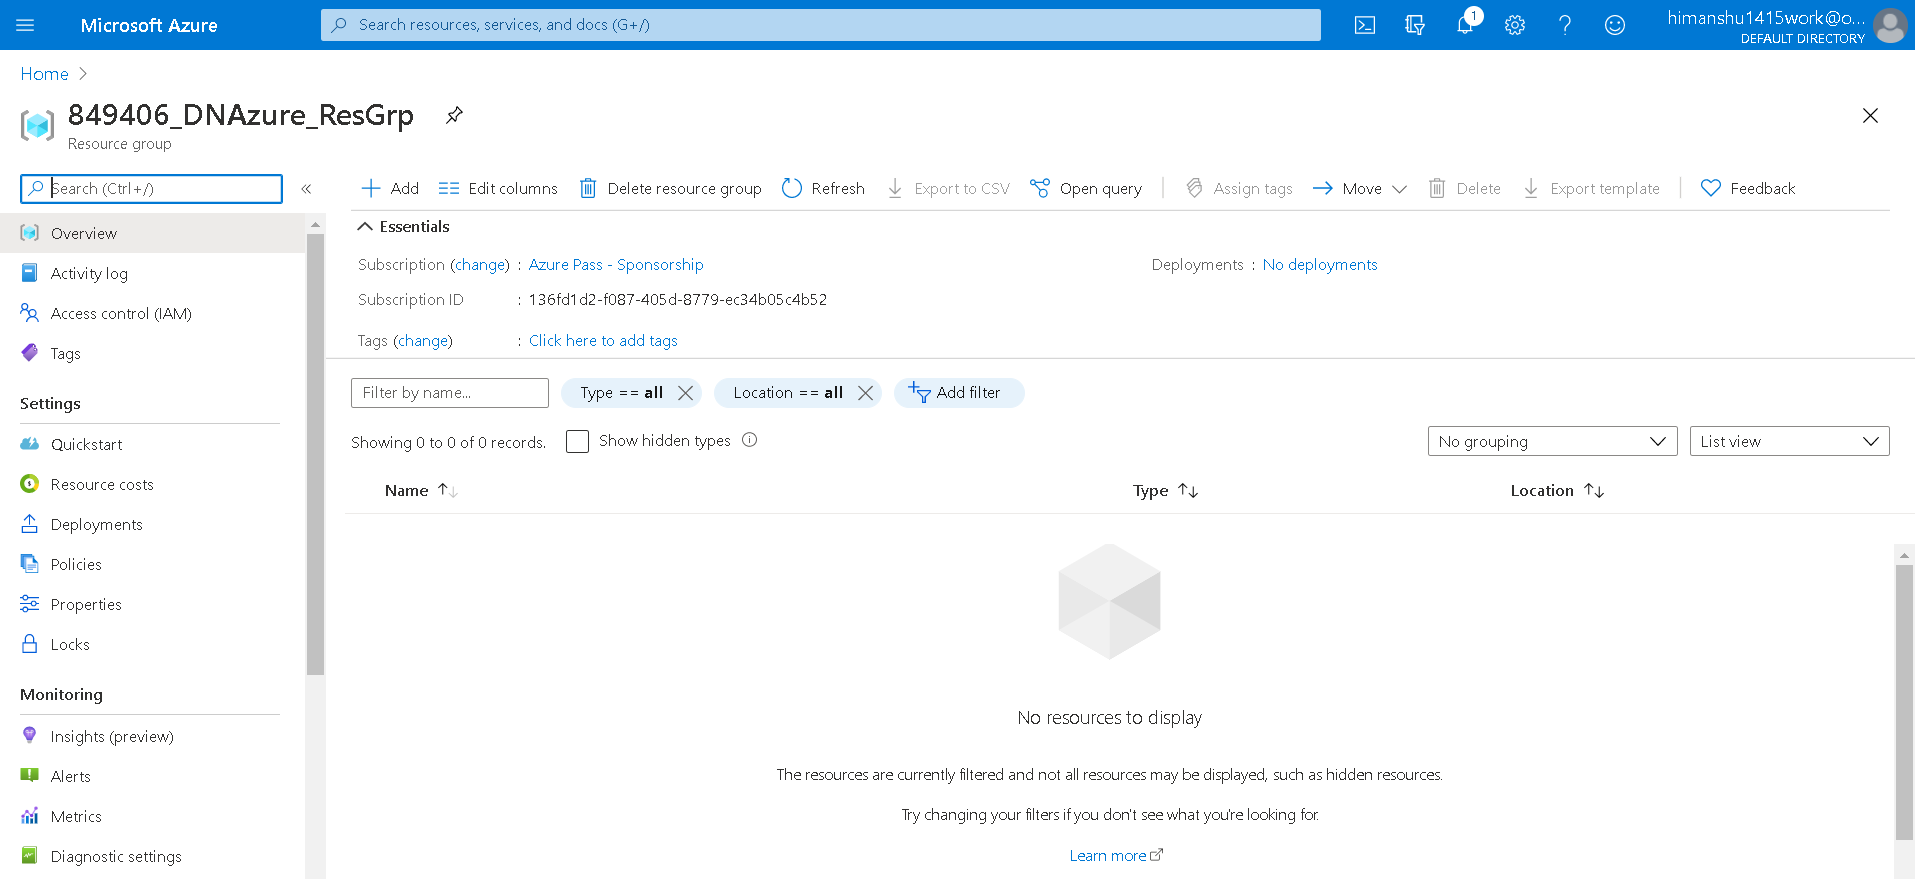 Microsoft Azure
Search resources, services, and docs (G+/)
1
himanshu1415work@o...
DEFAULT DIRECTORY
Home
849406_DNAzure_ResGrp
Resource group
Search (Ctrl+/)
«
Add
Edit columns
Delete resource group
Refresh
Export to CSV
Open query
Assign tags
Move
Delete
Export template
Feedback
Overview
Activity log
Access control (IAM)
Tags
Settings
Quickstart
Resource costs
Deployments
Policies
Properties
Locks
Monitoring
Insights (preview)
Alerts
Metrics
Diagnostic settings
Essentials
Subscription (change) : Azure Pass - Sponsorship
Deployments : No deployments
Subscription ID : 136fd1d2-f087-405d-8779-ec34b05c4b52
Tags (change) : Click here to add tags
Filter by name...
Type == all
Location == all
Add filter
Showing 0 to 0 of 0 records.
Show hidden types
No grouping
List view
Name
Type
Location
No resources to display
The resources are currently filtered and not all resources may be displayed, such as hidden resources.
Try changing your filters if you don't see what you're looking for.
Learn more